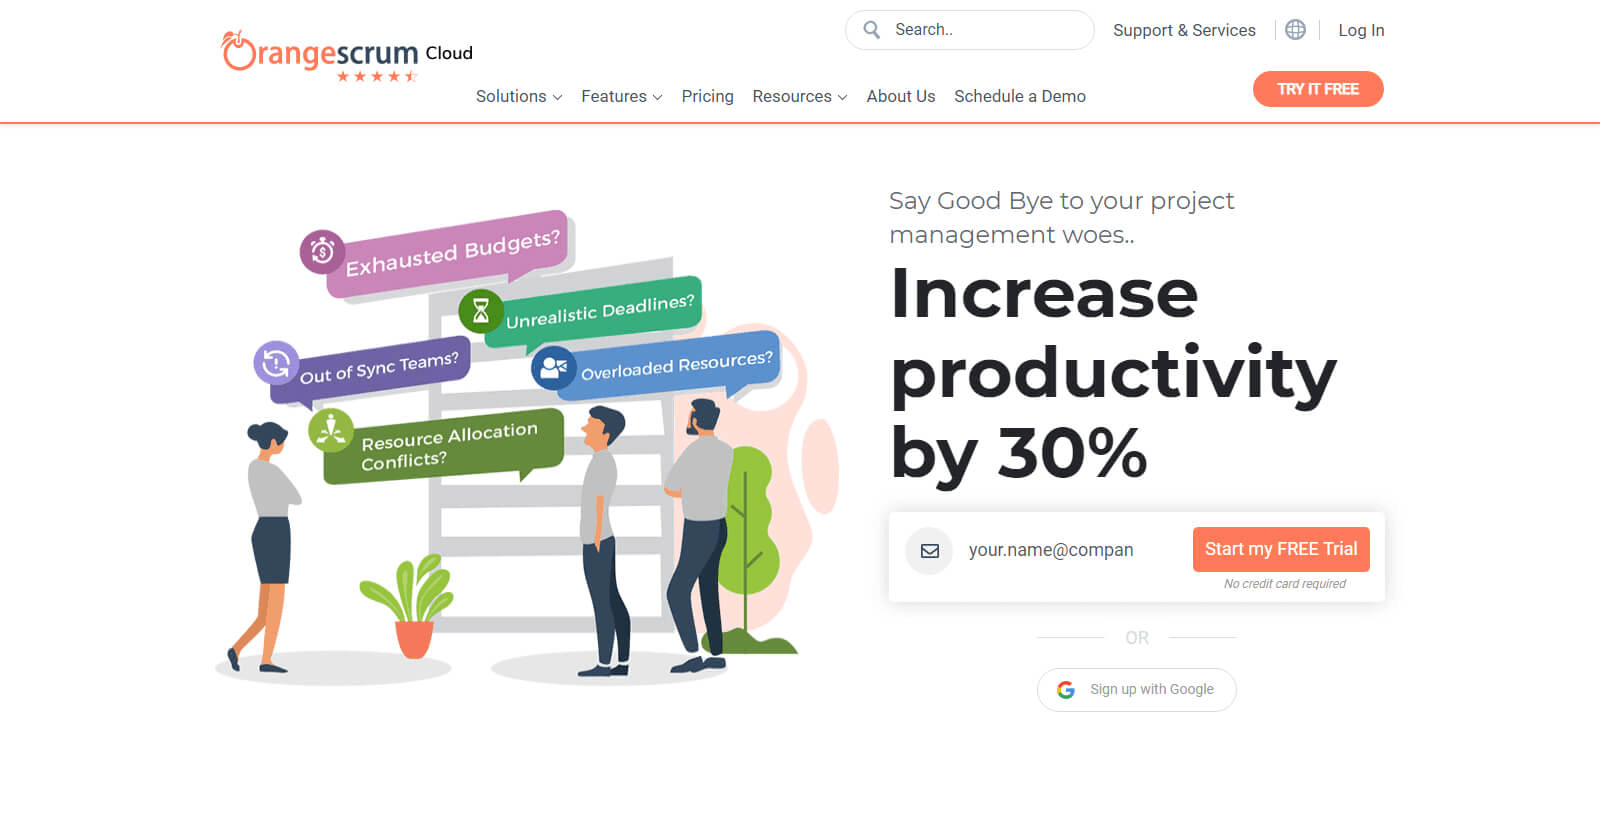 Search..
Support & Services
Log In
Orangescrum Cloud
Solutions
Features
Pricing
Resources
About Us
Schedule a Demo
TRY IT FREE
Exhausted Budgets?
Unrealistic Deadlines?
Out of Sync Teams?
Overloaded Resources?
Resource Allocation
Conflicts?
Say Good Bye to your project
management woes..
Increase
productivity
by 30%
your.name@compan
Start my FREE Trial
No credit card required
OR
Sign up with Google